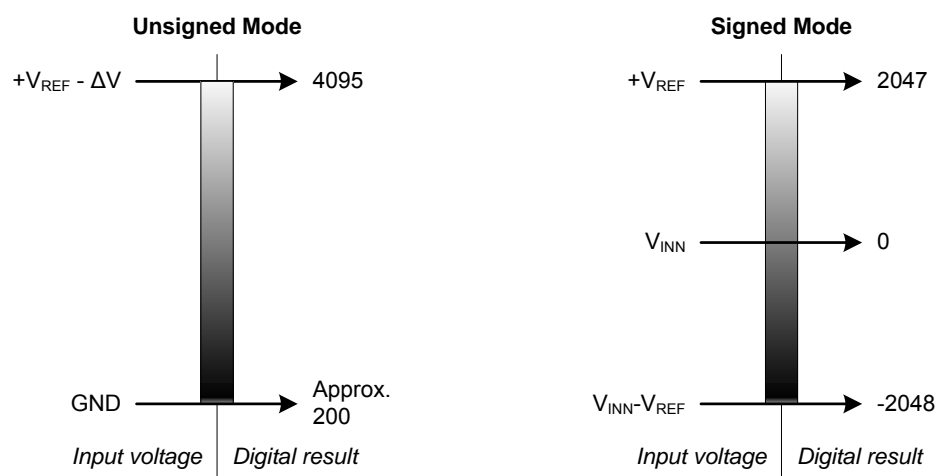 Unsigned Mode
+VREF - ΔV
4095
GND
Approx.
200
Input voltage
Digital result
Signed Mode
+VREF
2047
VINN
0
VINN-VREF
-2048
Input voltage
Digital result